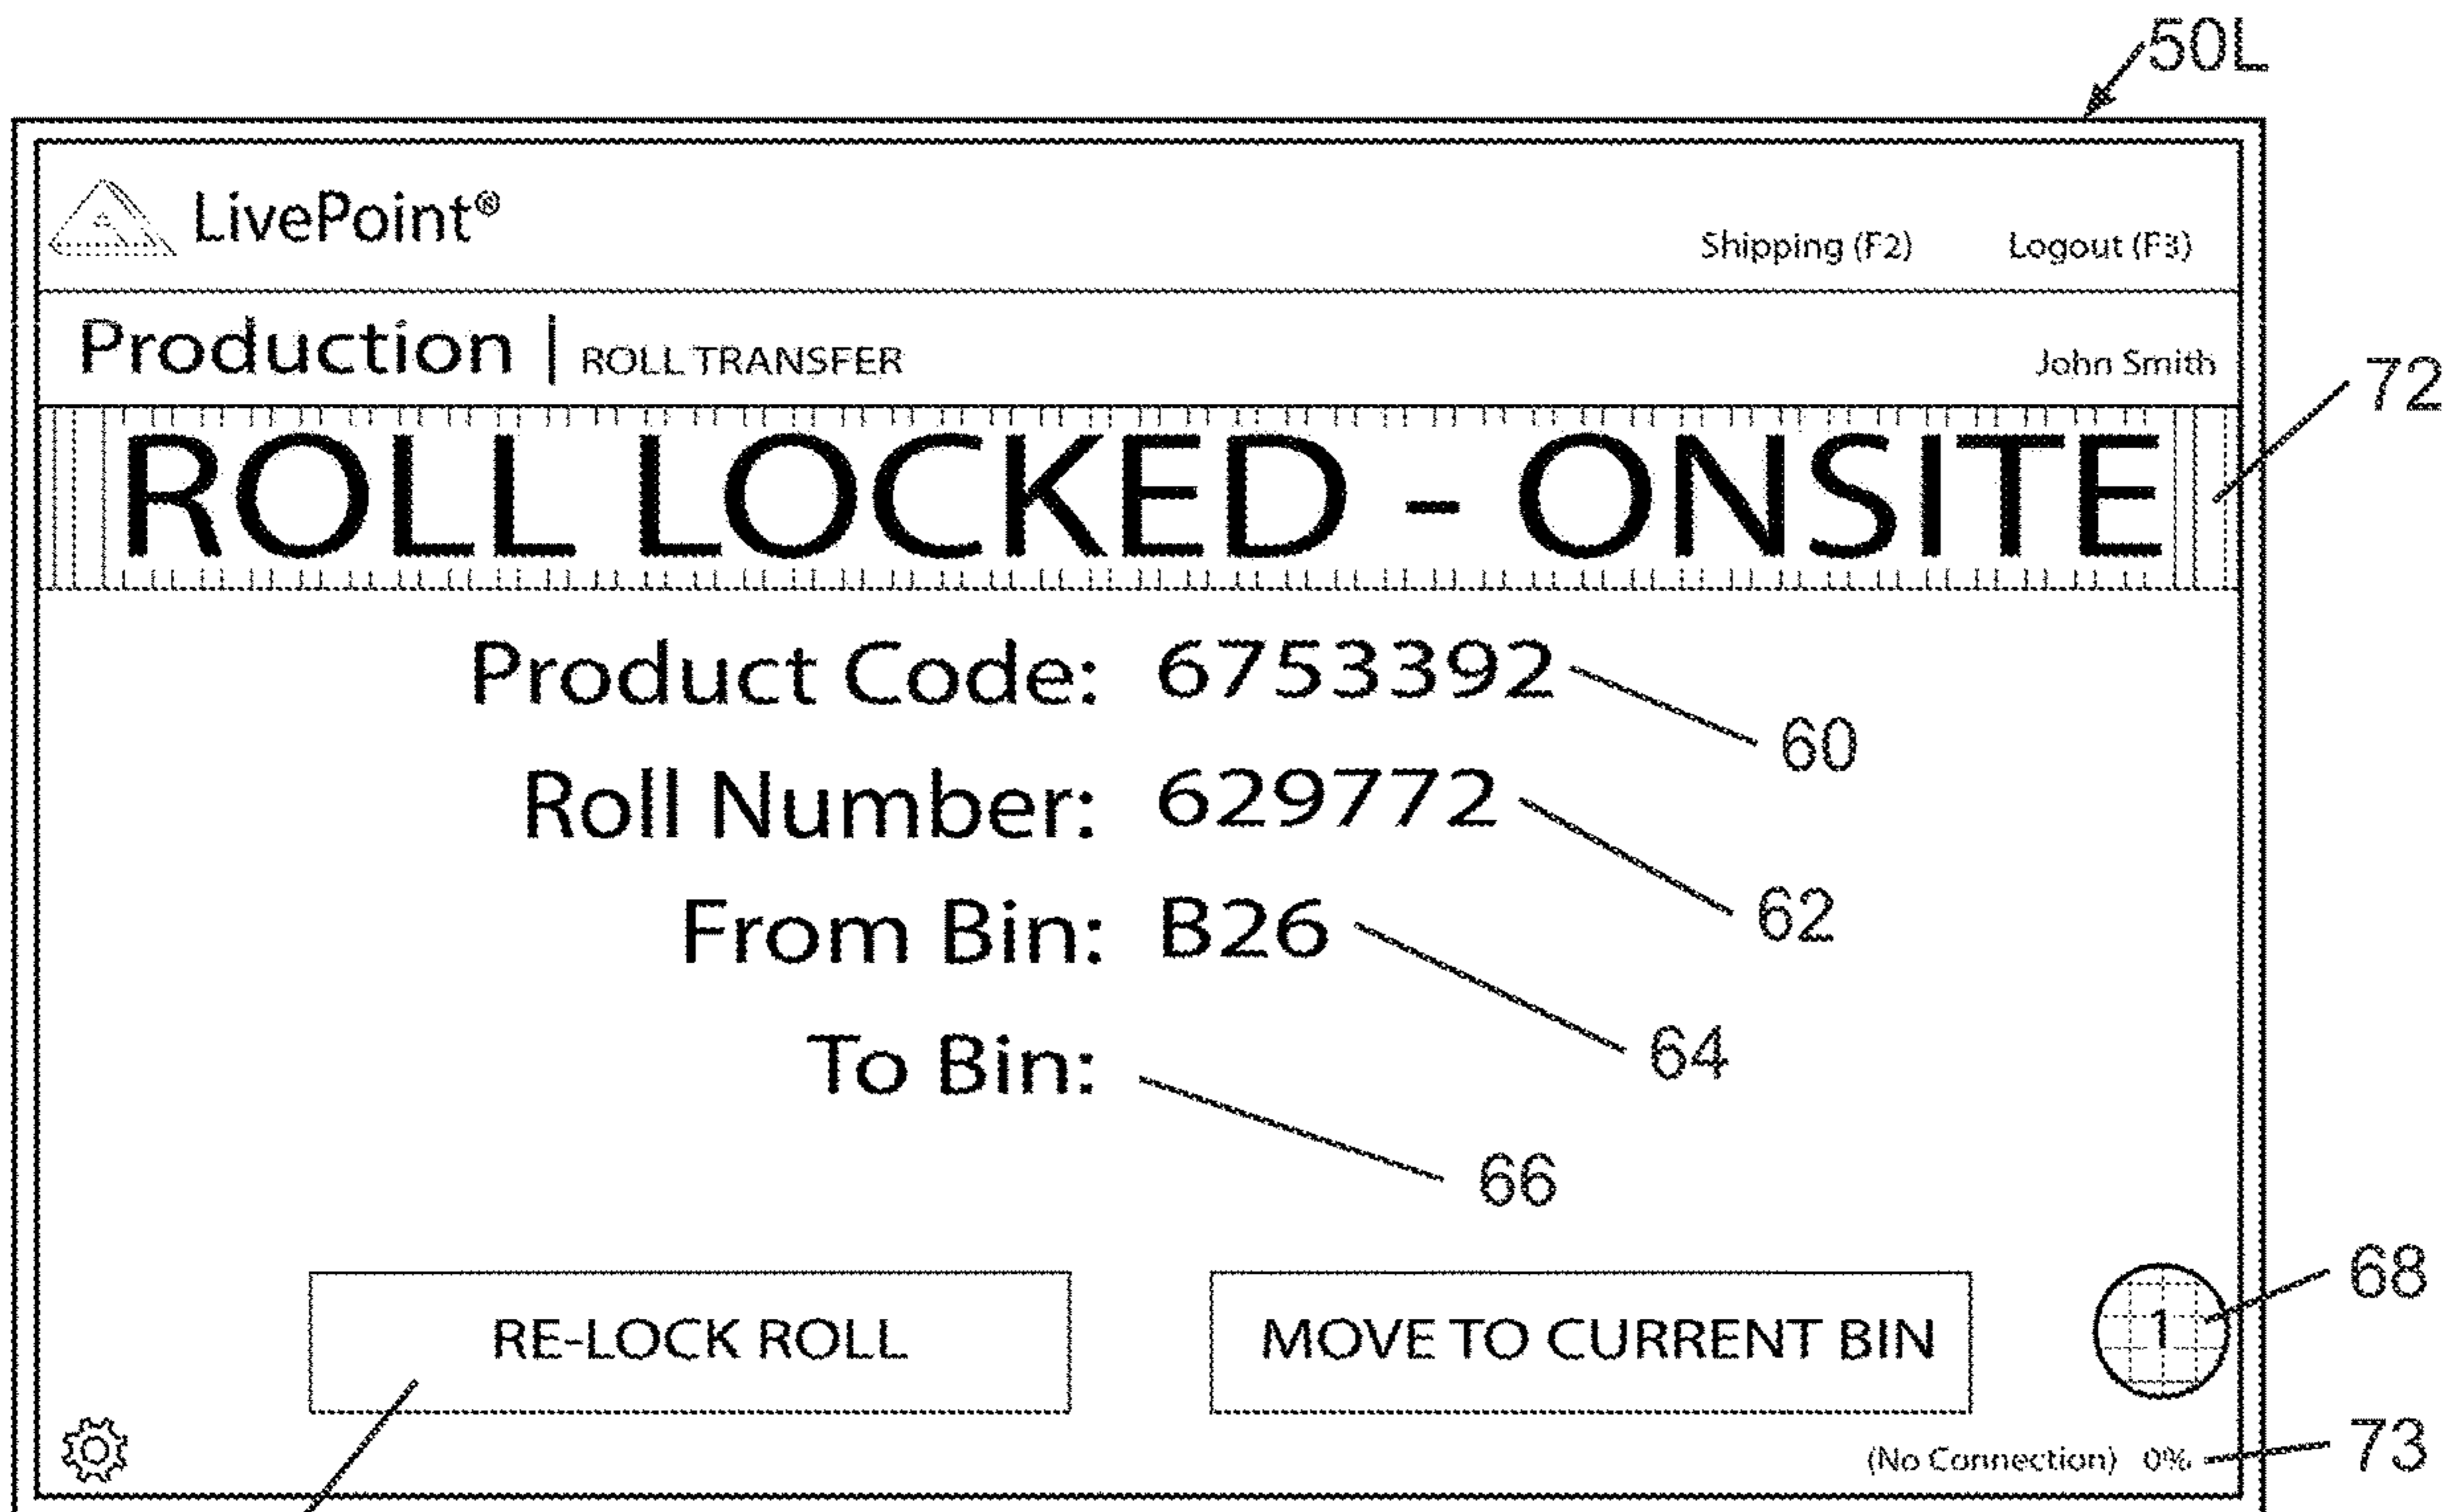 50L
LivePoint®
Shipping (F2) Logout (F3)
Production | ROLL TRANSFER John Smith
72
ROLL LOCKED - ONSITE
Product Code: 6753392
60
Roll Number: 629772
62
From Bin: B26
64
To Bin:
66
68
RE-LOCK ROLL MOVE TO CURRENT BIN 1
(No Connection) 0% 73